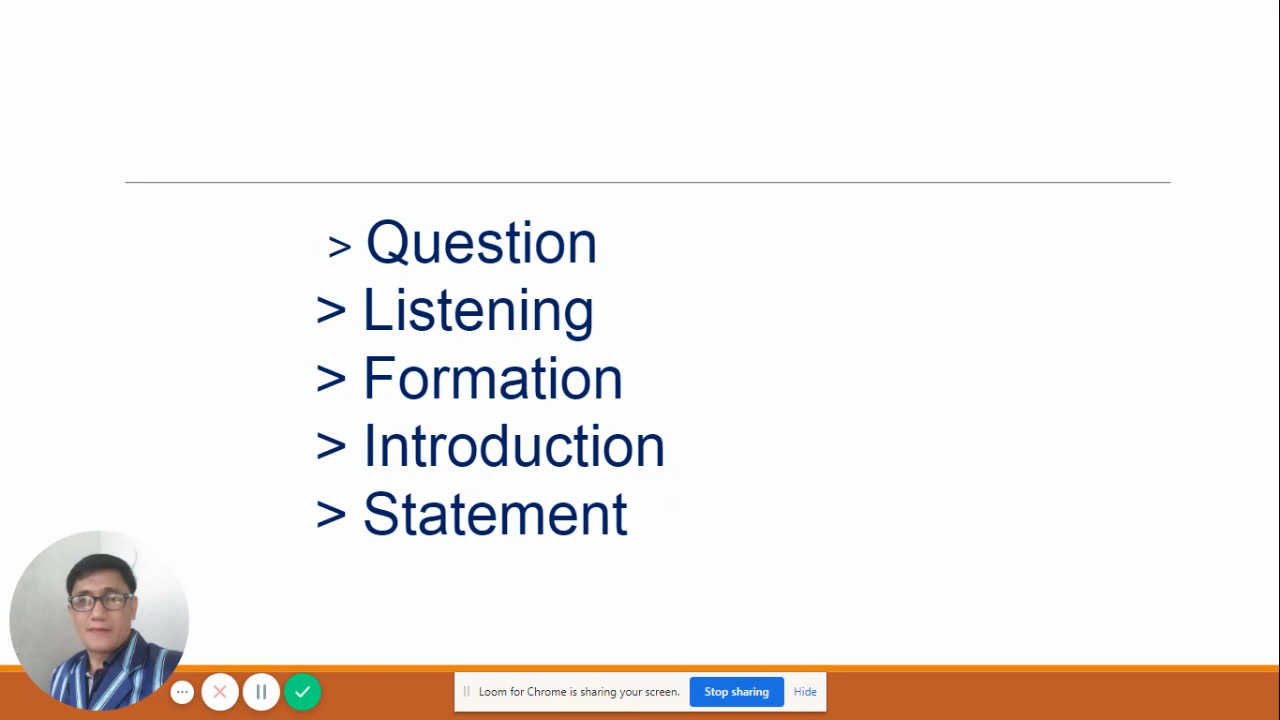 > Question
> Listening
> Formation
> Introduction
> Statement
Loom for Chrome is sharing your screen. Stop sharing Hide